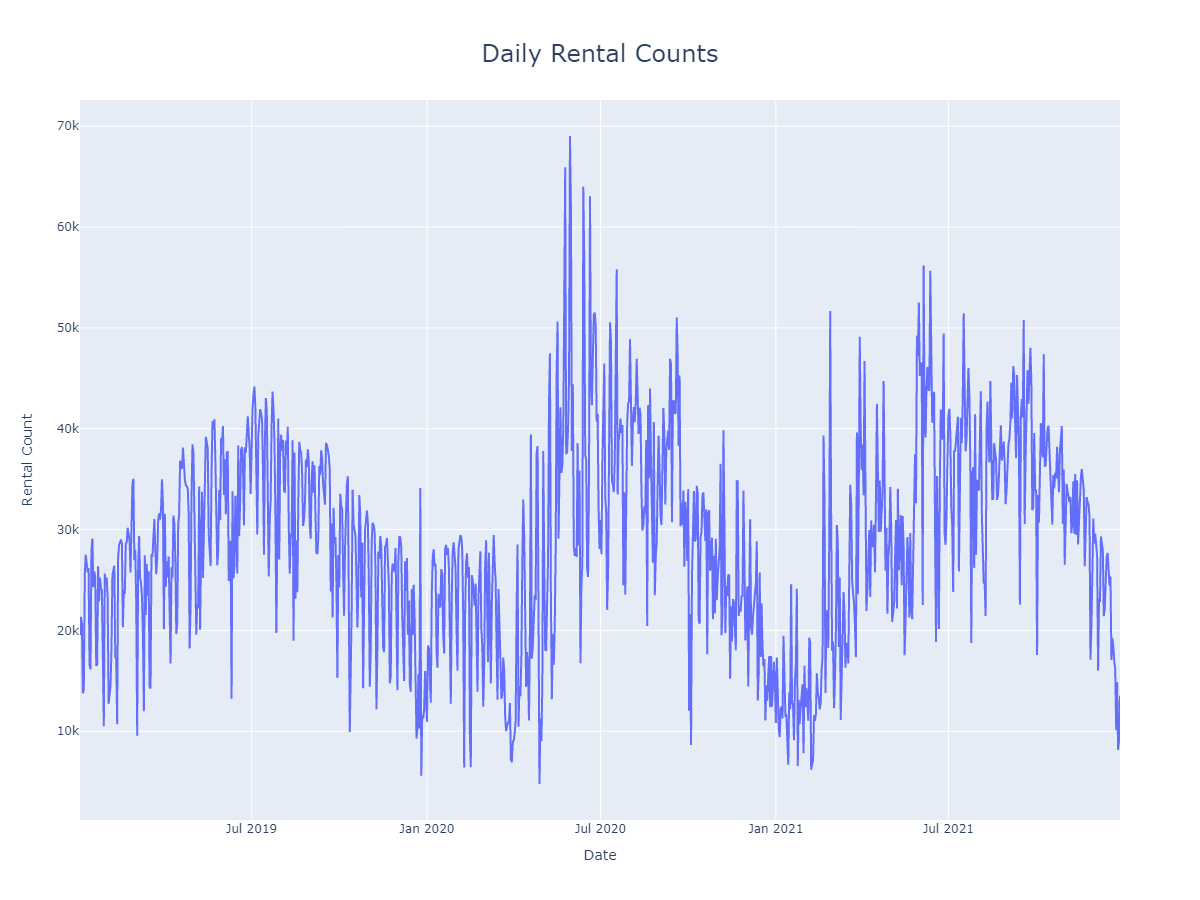 Daily Rental Counts
Rental Count
70k
60k
50k
40k
30k
20k
10k
Jul 2019
Jan 2020
Jul 2020
Jan 2021
Jul 2021
Date